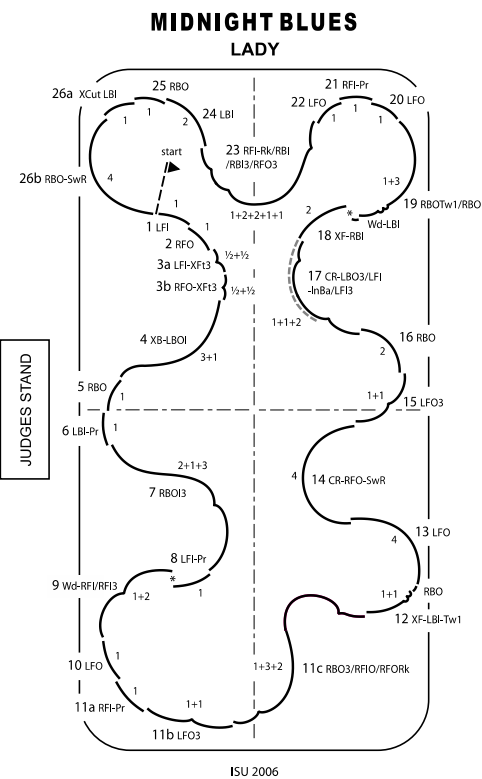 MIDNIGHT BLUES
LADY
25 RBO
26a XCut LBI
24 LBI
1
1
2
start
26b RBO-SwR
4
1
1 LFI
1
2 RFO
3a LFI-XFt3
½+½
3b RFO-XFt3
½+½
4 XB-LBOI
3+1
5 RBO
1
6 LBI-Pr
1
2+1+3
7 RBOI3
8 LFI-Pr
*
1
9 Wd-RFI/RFI3
1+2
10 LFO
1
11a RFI-Pr
1
1+1
11b LFO3
1+3+2
11c RBO3/RFIO/RFORk
12 XF-LBI-Tw1
RBO
1+1
13 LFO
4
14 CR-RFO-SwR
4
15 LFO3
1+1
16 RBO
2
17 CR-LBO3/LFI
-InBa/LFI3
1+1+2
18 XF-RBI
2
*
Wd-LBI
19 RBOTw1/RBO
1+3
20 LFO
1
21 RFI-Pr
1
22 LFO
1
23 RFI-Rk/RBI
/RBI3/RFO3
1+2+2+1+1
JUDGES STAND
ISU 2006